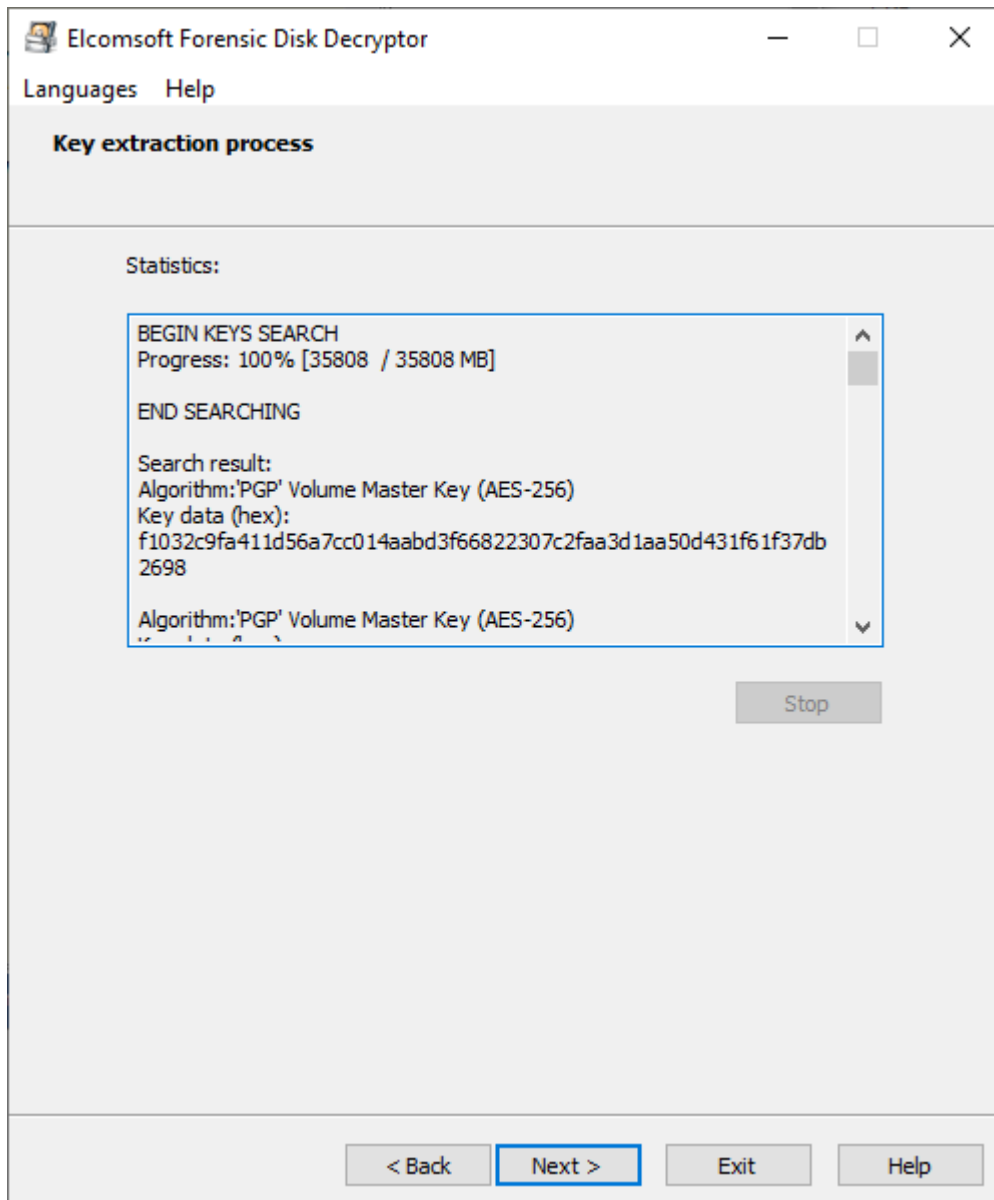 Elcomsoft Forensic Disk Decryptor
Languages Help
Key extraction process
Statistics:
BEGIN KEYS SEARCH
Progress: 100% [35808 / 35808 MB]
END SEARCHING
Search result:
Algorithm:'PGP' Volume Master Key (AES-256)
Key data (hex):
f1032c9fa411d56a7cc014aabd3f66822307c2faa3d1aa50d431f61f37db
2698
Algorithm:'PGP' Volume Master Key (AES-256)
Stop
< Back Next > Exit Help